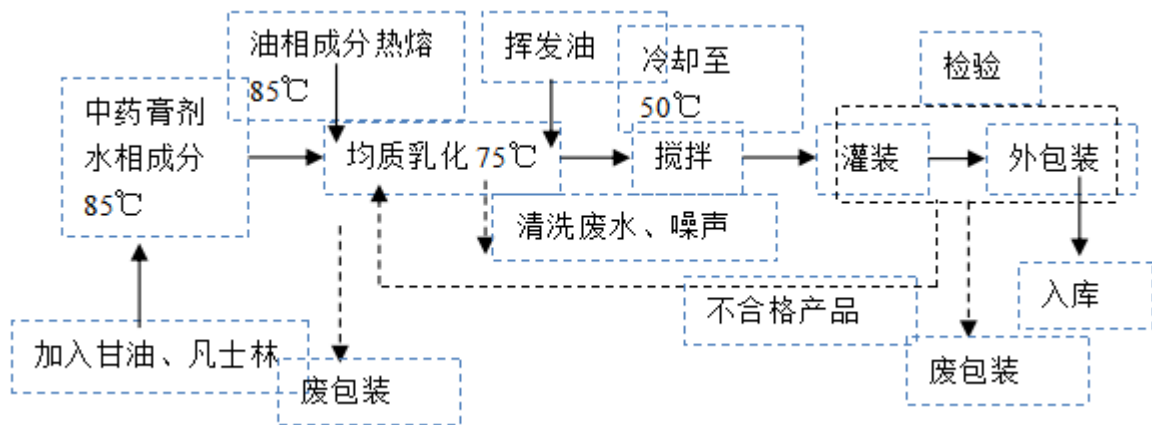 油相成分热熔
85℃
挥发油
冷却至
50℃
检验
中药膏剂
水相成分
85℃
均质乳化 75℃
搅拌
灌装
外包装
清洗废水、噪声
不合格产品
入库
加入甘油、凡士林
废包装
废包装